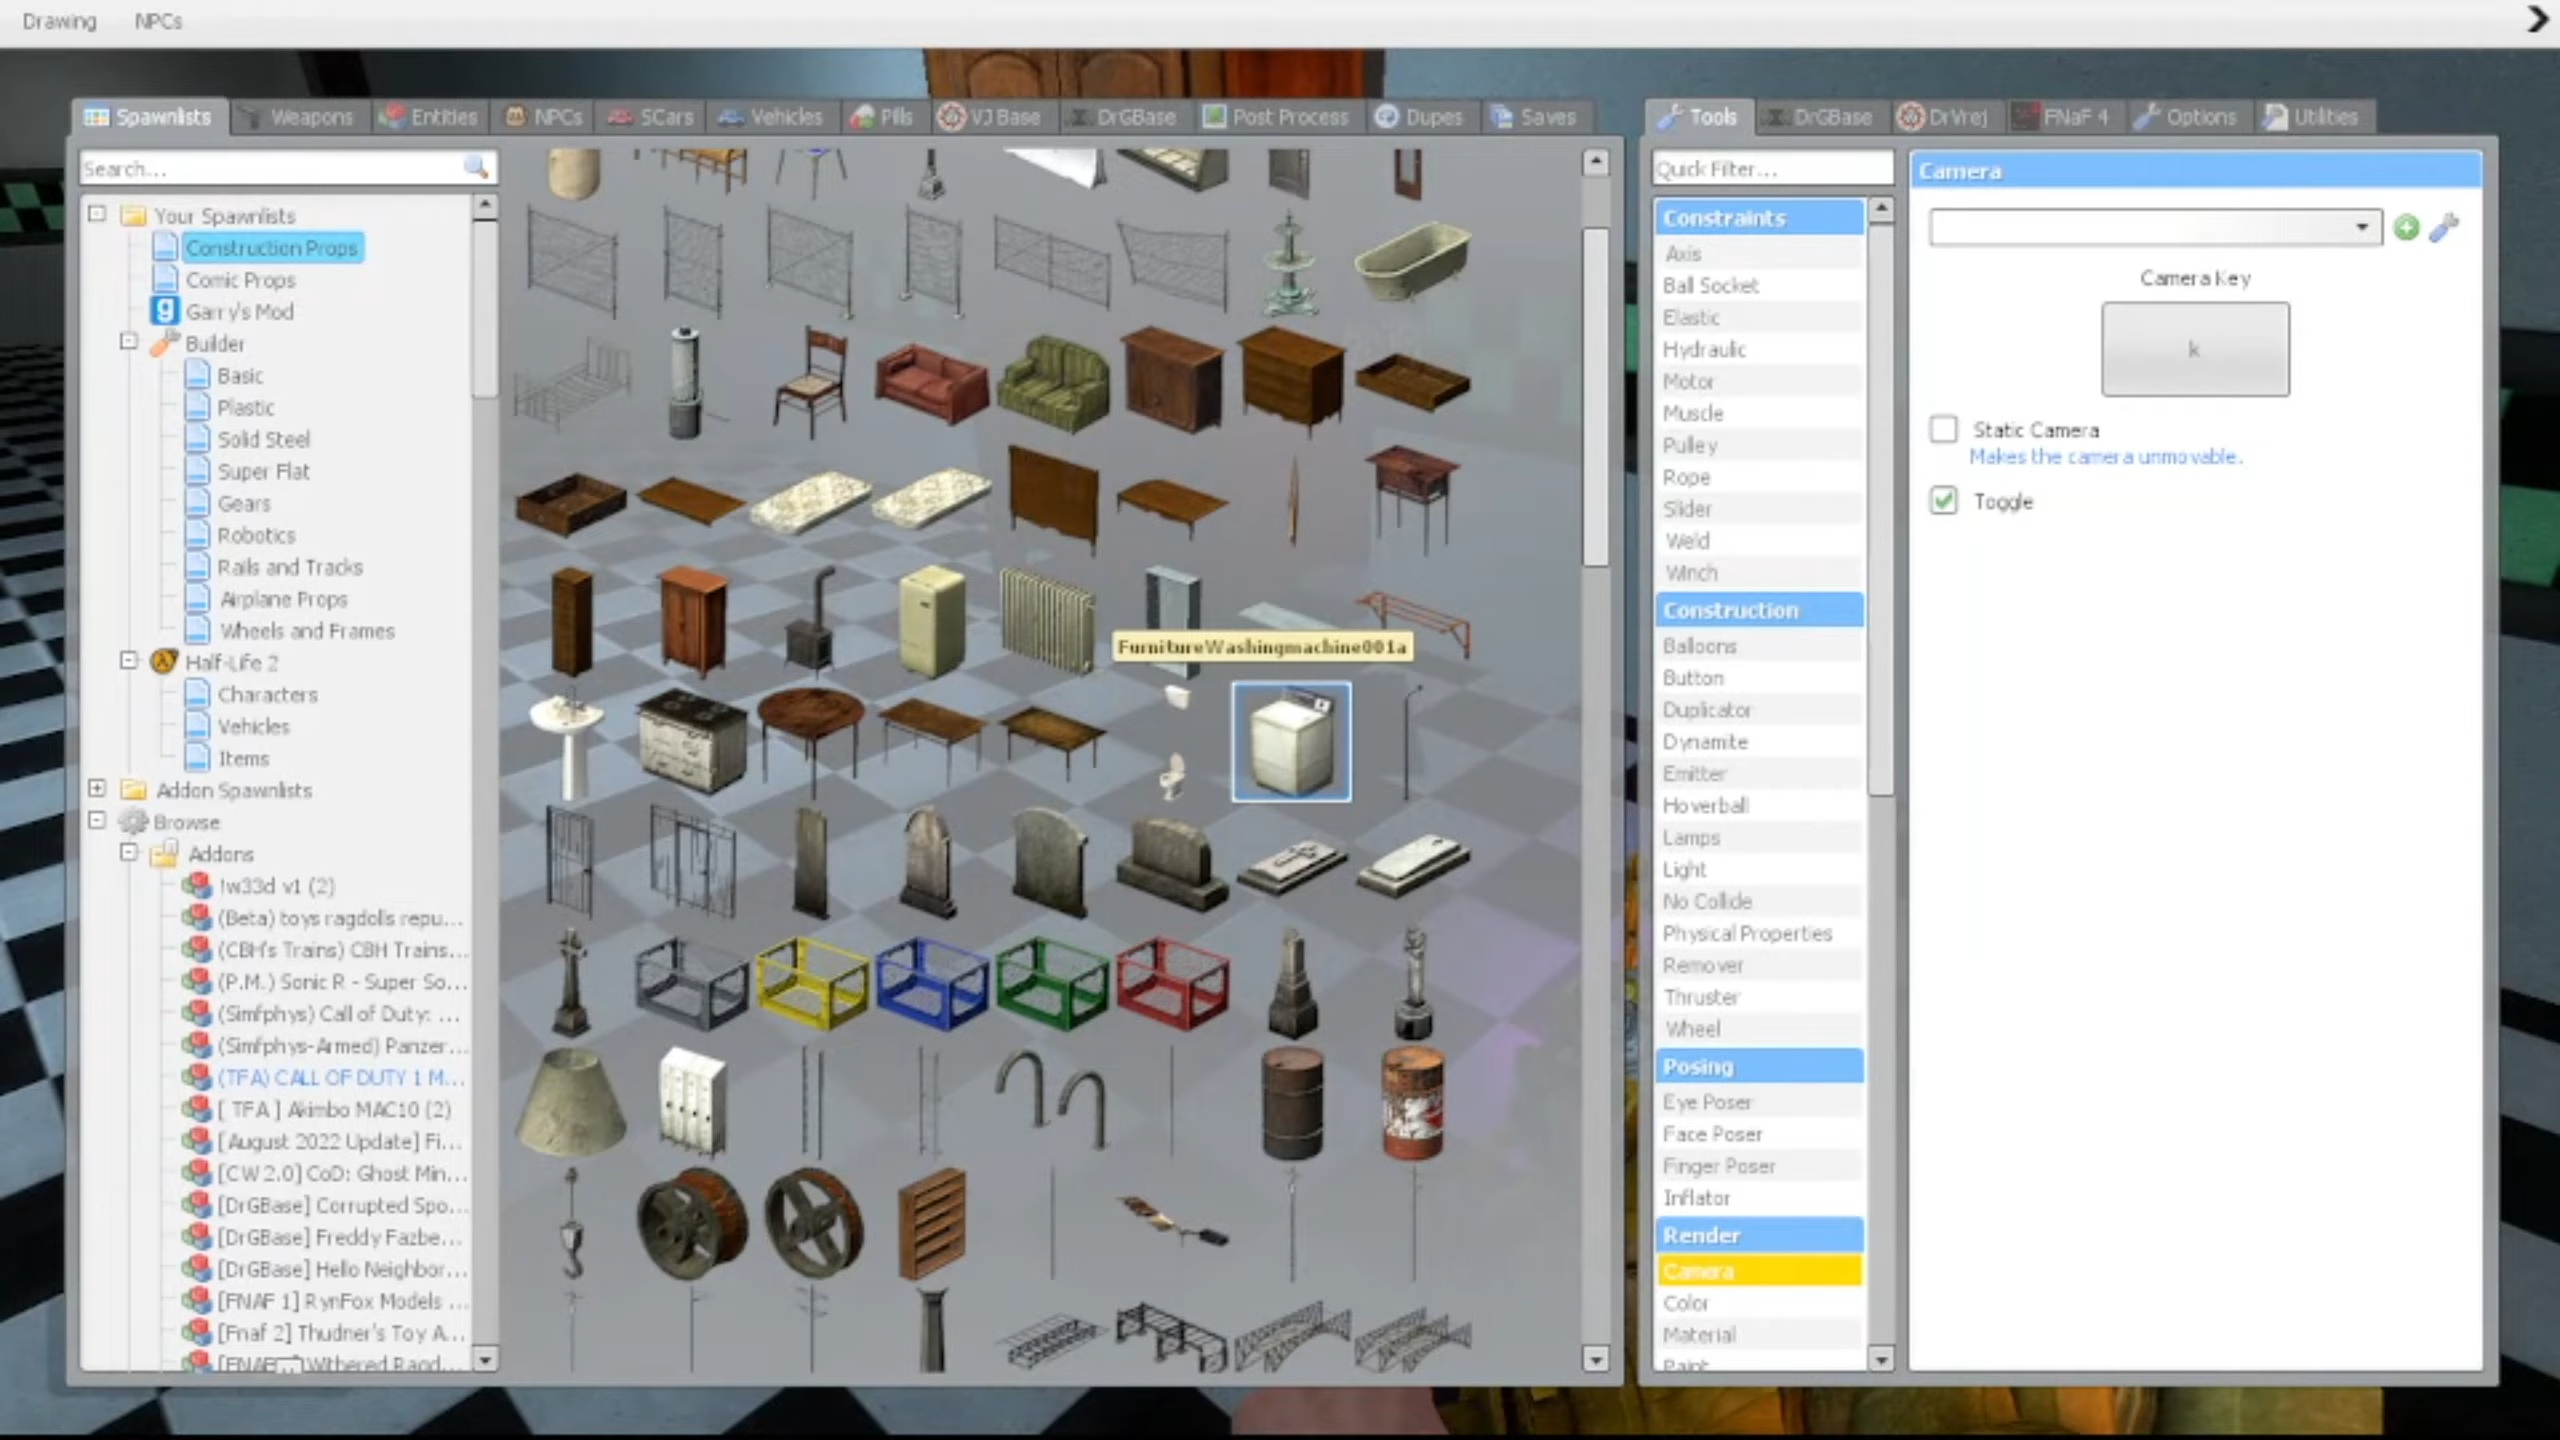 Drawing NPCs
Spawnlists Weapons Entities NPCs SCars Vehicles Pills VJ Base DrGBase Post Process Dupes Saves
Search...
Your Spawnlists
Construction Props
Comic Props
Garry's Mod
Builder
Basic
Plastic
Solid Steel
Super Flat
Gears
Robotics
Rails and Tracks
Airplane Props
Wheels and Frames
Half-Life 2
Characters
Vehicles
Items
Addon Spawnlists
Browse
Addons
!w33d v1 (2)
(Beta) toys ragdolls repu...
(CBH's Trains) CBH Trains...
(P.M.) Sonic R - Super So...
(Simfphys) Call of Duty: ...
(Simfphys-Armed) Panzer...
(TFA) CALL OF DUTY 1 M...
[ TFA ] Akimbo MAC10 (2)
[ August 2022 Update] Fi...
[CW 2.0] CoD: Ghost Min...
[DrGBase] Corrupted Spo...
[DrGBase] Freddy Fazbe...
[DrGBase] Hello Neighbor...
[FNAF 1] RynFox Models ...
[Fnaf 2] Thudner's Toy A...
Withered Ragd...
FurnitureWashingmachine001a
Tools DrGBase DrVrej FNaF 4 Options Utilities
Quick Filter...
Constraints
Axis
Ball Socket
Elastic
Hydraulic
Motor
Muscle
Pulley
Rope
Slider
Weld
Winch
Construction
Balloons
Button
Duplicator
Dynamite
Emitter
Hoverball
Lamps
Light
No Collide
Physical Properties
Remover
Thruster
Wheel
Posing
Eye Poser
Face Poser
Finger Poser
Inflator
Render
Camera
Color
Material
Paint
Camera
Camera Key
k
Static Camera
Makes the camera unmovable.
Toggle